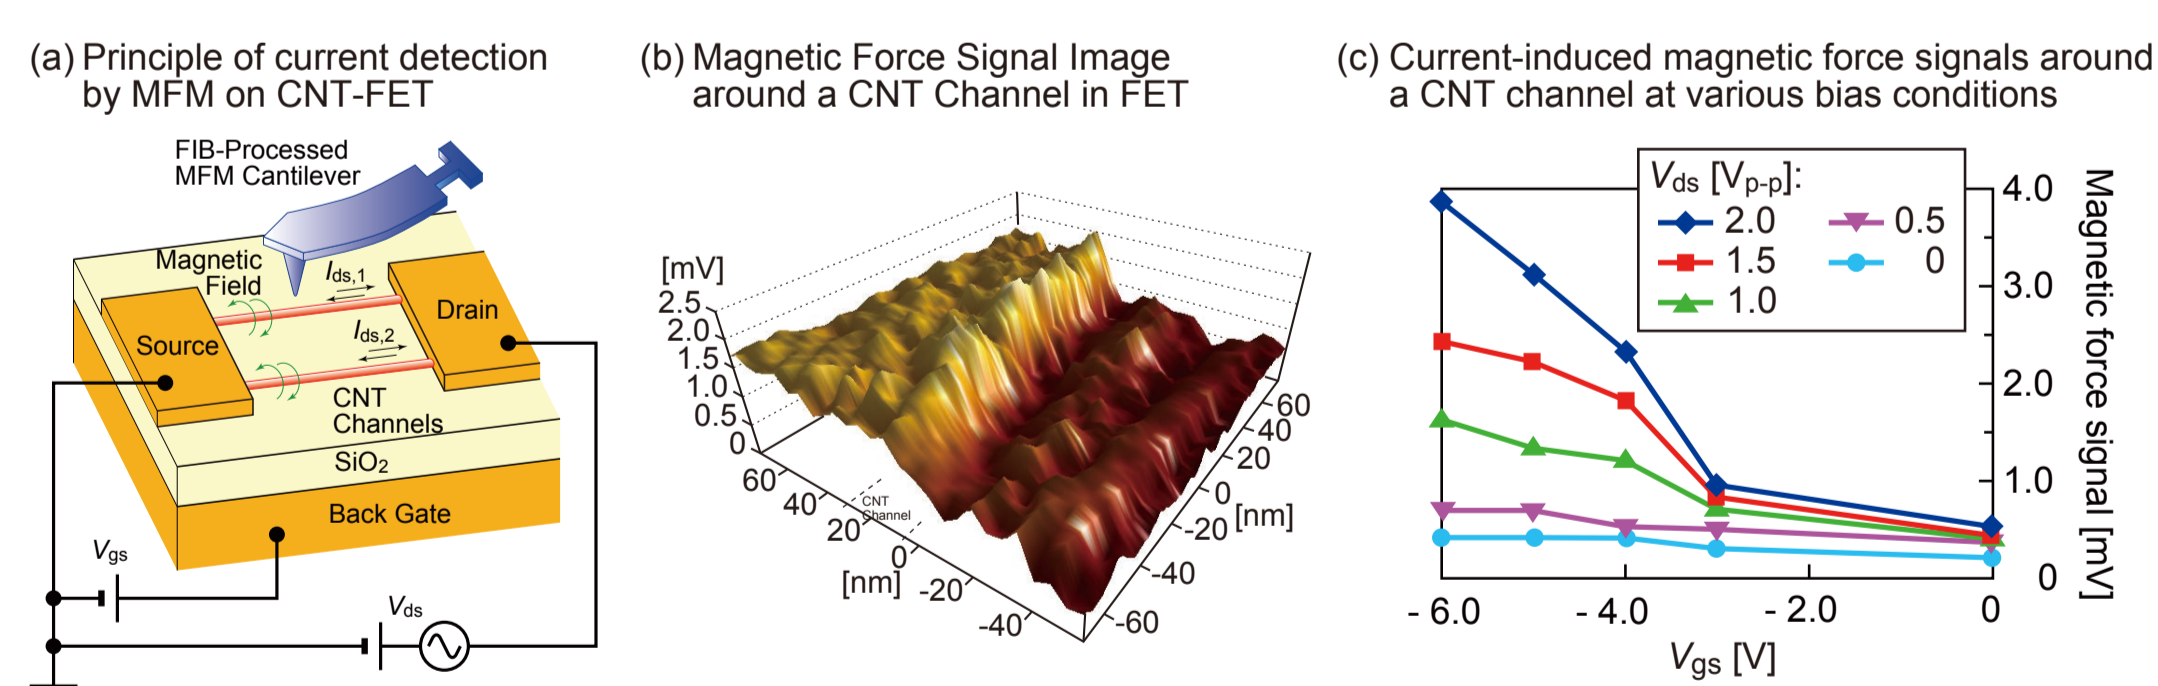 (a) Principle of current detection
by MFM on CNT-FET
FIB-Processed
MFM Cantilever
Magnetic
Field
Ids,1
Drain
Source
Ids,2
CNT
Channels
SiO2
Back Gate
Vgs
Vds
(b) Magnetic Force Signal Image
around a CNT Channel in FET
[mV]
2.5
2.0
1.5
1.0
0.5
0
60
40
20
0
-20
-40
[nm]
CNT
Channel
60
40
20
0
-20
-40
-60
[nm]
(c) Current-induced magnetic force signals around
a CNT channel at various bias conditions
Vds [Vp-p]:
2.0
1.5
1.0
0.5
0
4.0
3.0
2.0
1.0
0
Magnetic force signal [mV]
- 6.0
- 4.0
- 2.0
0
Vgs [V]